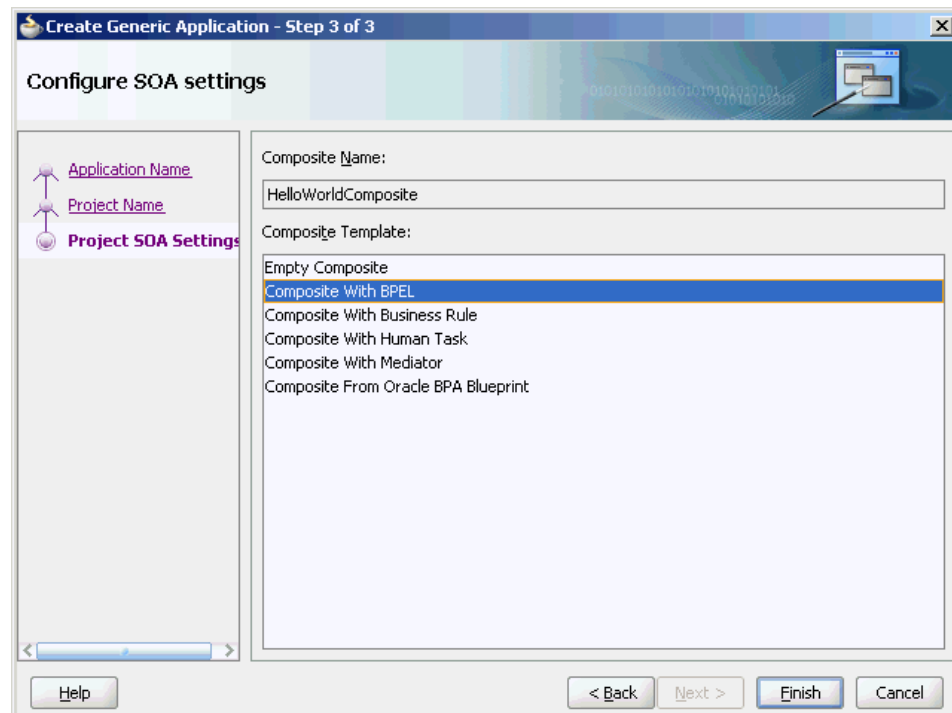 Create Generic Application - Step 3 of 3
Configure SOA settings
Application Name
Project Name
Project SOA Settings
Composite Name:
HelloWorldComposite
Composite Template:
Empty Composite
Composite With BPEL
Composite With Business Rule
Composite With Human Task
Composite With Mediator
Composite From Oracle BPA Blueprint
Help
< Back
Next >
Finish
Cancel